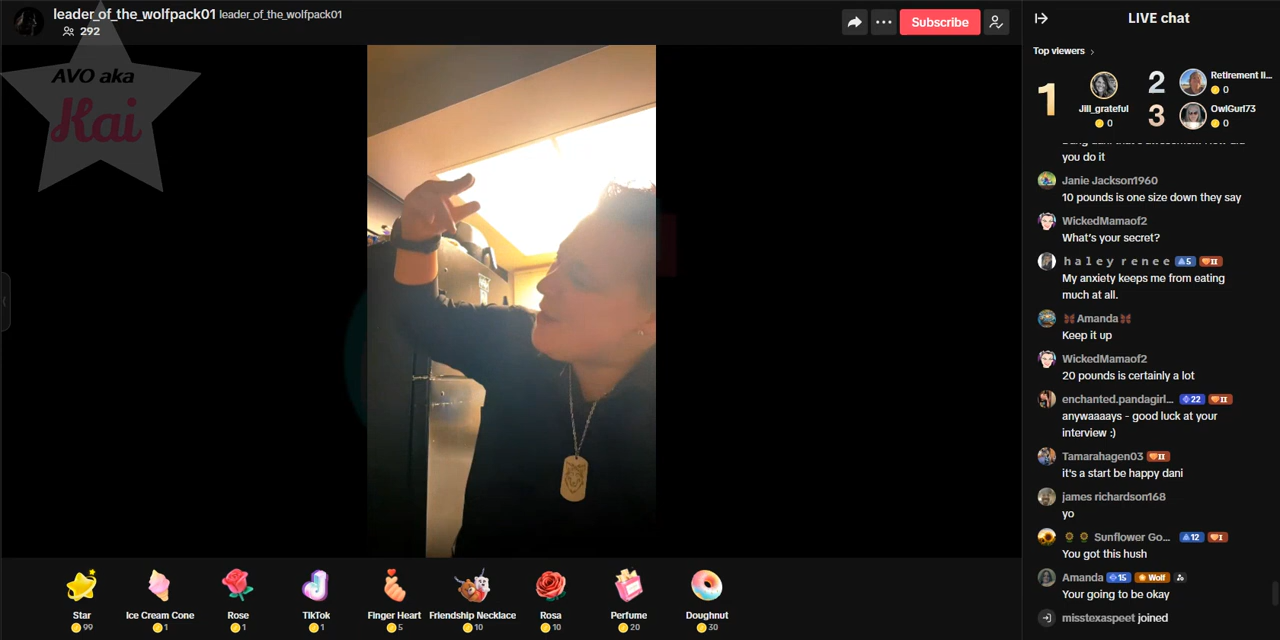 leader_of_the_wolfpack01 leader_of_the_wolfpack01
292
Subscribe
AVO aka
Kai
Star
99
Ice Cream Cone
1
Rose
1
TikTok
1
Finger Heart
5
Friendship Necklace
10
Rosa
10
Perfume
20
Doughnut
30
LIVE chat
Top viewers
1
Jill_grateful
0
2
Retirement li...
0
3
OwlGurl73
0
you do it
Janie Jackson1960
10 pounds is one size down they say
WickedMamaof2
What's your secret?
haley renee 5 II
My anxiety keeps me from eating
much at all.
Amanda
Keep it up
WickedMamaof2
20 pounds is certainly a lot
enchanted.pandagirl... 22 II
anywaaaays - good luck at your
interview :)
Tamarahagen03 II
it's a start be happy dani
james richardson168
yo
Sunflower Go... 12 I
You got this hush
Amanda 15 Wolf
Your going to be okay
misstexaspeet joined